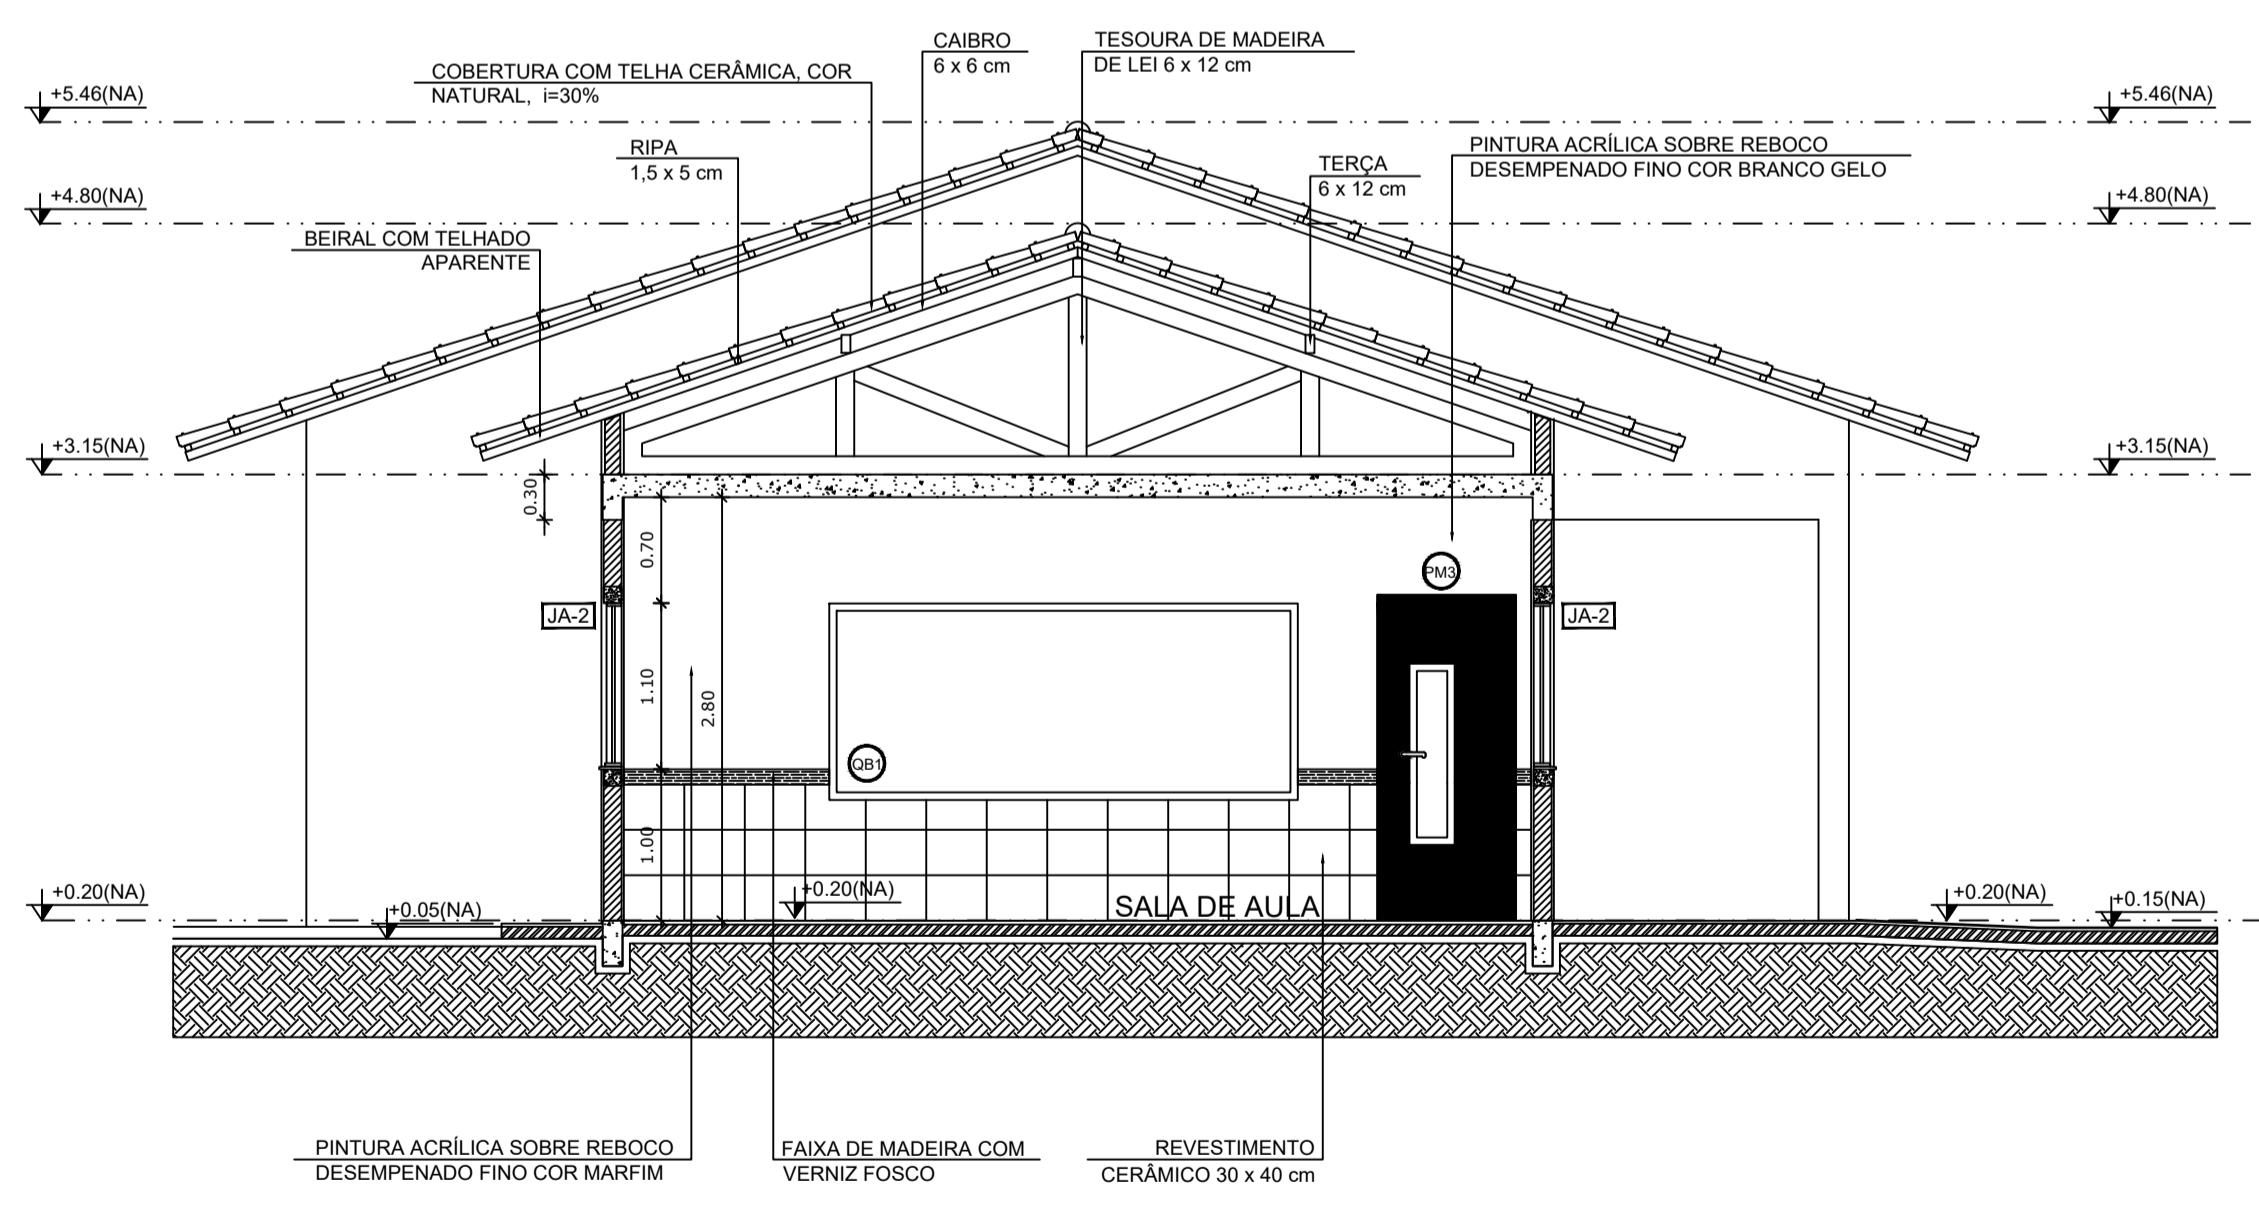 CAIBRO
6 x 6 cm
TESOURA DE MADEIRA
DE LEI 6 x 12 cm
COBERTURA COM TELHA CERÂMICA, COR
NATURAL, i=30%
+5.46(NA)
+5.46(NA)
RIPA
1,5 x 5 cm
TERÇA
6 x 12 cm
PINTURA ACRÍLICA SOBRE REBOCO
DESEMPENADO FINO COR BRANCO GELO
+4.80(NA)
+4.80(NA)
BEIRAL COM TELHADO
APARENTE
+3.15(NA)
+3.15(NA)
0.30
0.70
PM3
JA-2
JA-2
1.10
2.80
QB1
1.00
+0.20(NA)
+0.05(NA)
+0.20(NA)
SALA DE AULA
+0.20(NA)
+0.15(NA)
PINTURA ACRÍLICA SOBRE REBOCO
DESEMPENADO FINO COR MARFIM
FAIXA DE MADEIRA COM
VERNIZ FOSCO
REVESTIMENTO
CERÂMICO 30 x 40 cm